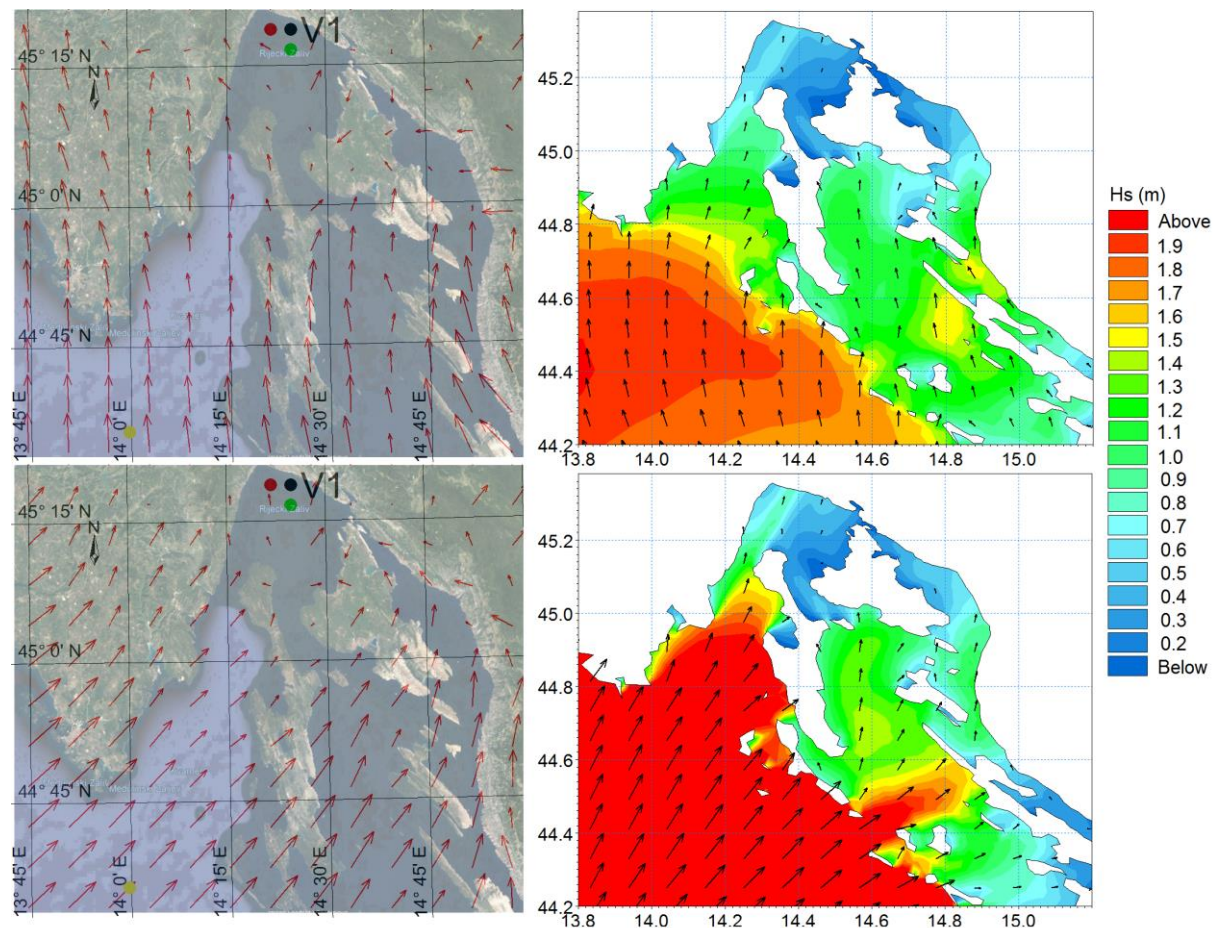 V1
Riječki Zaliv
45° 15' N
N
45° 0' N
44° 45' N
13° 45' E
14° 0' E
14° 15' E
14° 30' E
14° 45' E
45.2
45.0
44.8
44.6
44.4
44.2
13.8 14.0 14.2 14.4 14.6 14.8 15.0
Hs (m)
Above
1.9
1.8
1.7
1.6
1.5
1.4
1.3
1.2
1.1
1.0
0.9
0.8
0.7
0.6
0.5
0.4
0.3
0.2
Below
V1
Riječki Zaliv
45° 15' N
N
45° 0' N
44° 45' N
13° 45' E
14° 0' E
14° 15' E
14° 30' E
14° 45' E
45.2
45.0
44.8
44.6
44.4
44.2
13.8 14.0 14.2 14.4 14.6 14.8 15.0